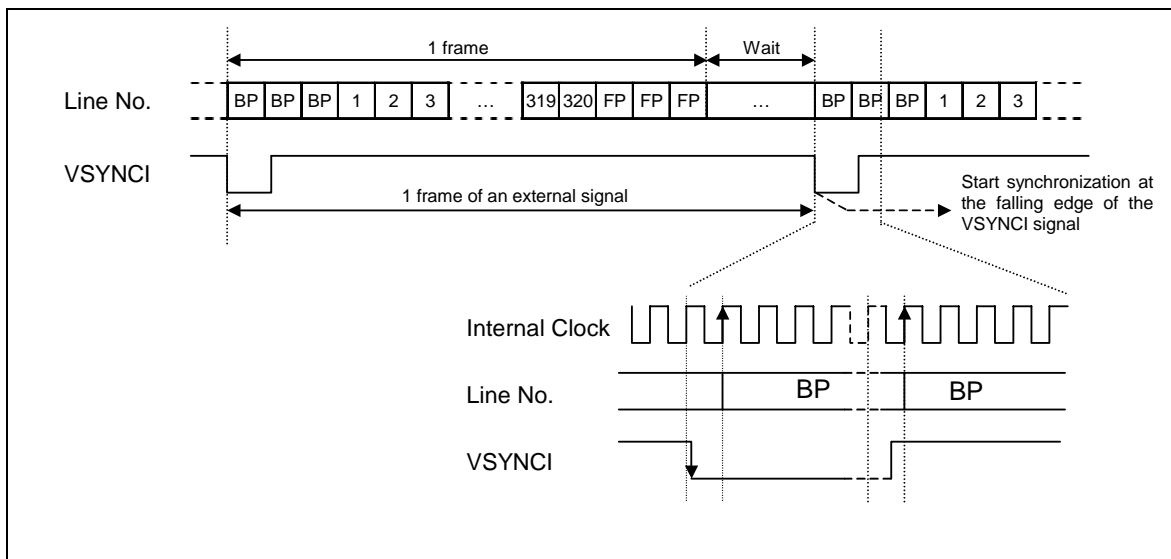 1 frame
Wait
Line No.
BP BP BP 1 2 3 ... 319 320 FP FP FP ... BP BP BP 1 2 3
VSYNCI
1 frame of an external signal
Start synchronization at
the falling edge of the
VSYNCI signal
Internal Clock
Line No.
BP BP
VSYNCI